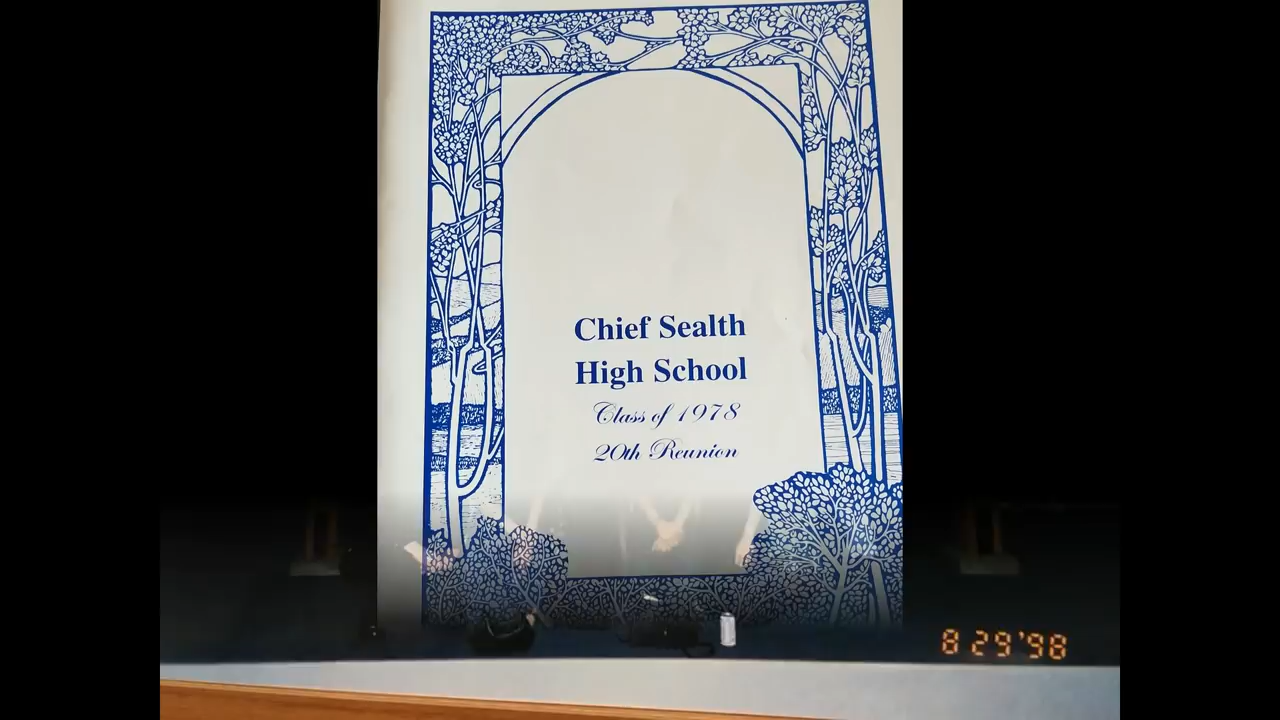 Chief Sealth
High School
Class of 1978
20th Reunion
8 29 '98